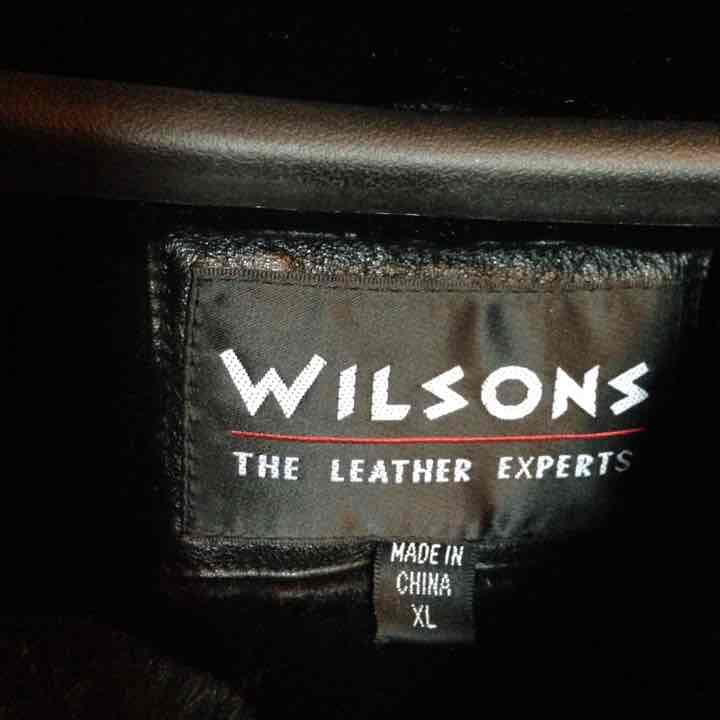 WILSONS
THE LEATHER EXPERTS
MADE IN
CHINA
XL